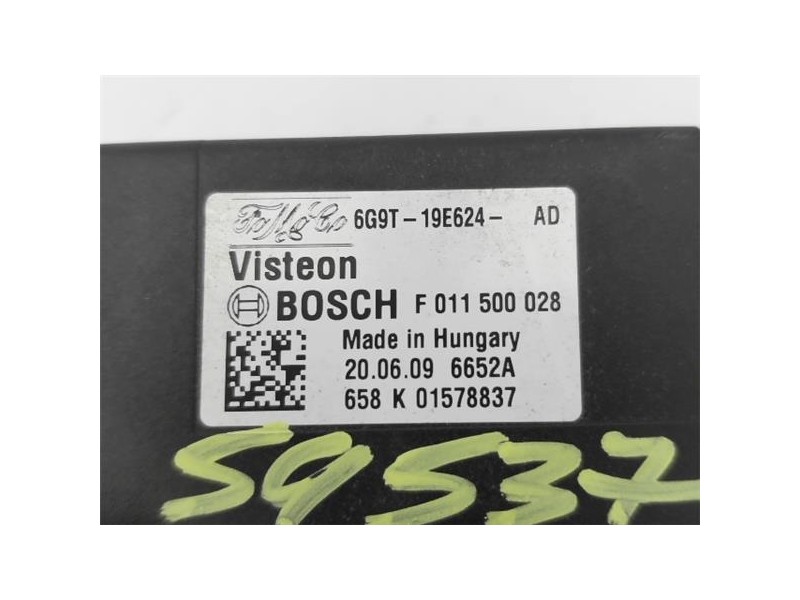 FoMoCo 6G9T-19E624- AD
Visteon
BOSCH F 011 500 028
Made in Hungary
20.06.09 6652A
658 K 01578837
59537